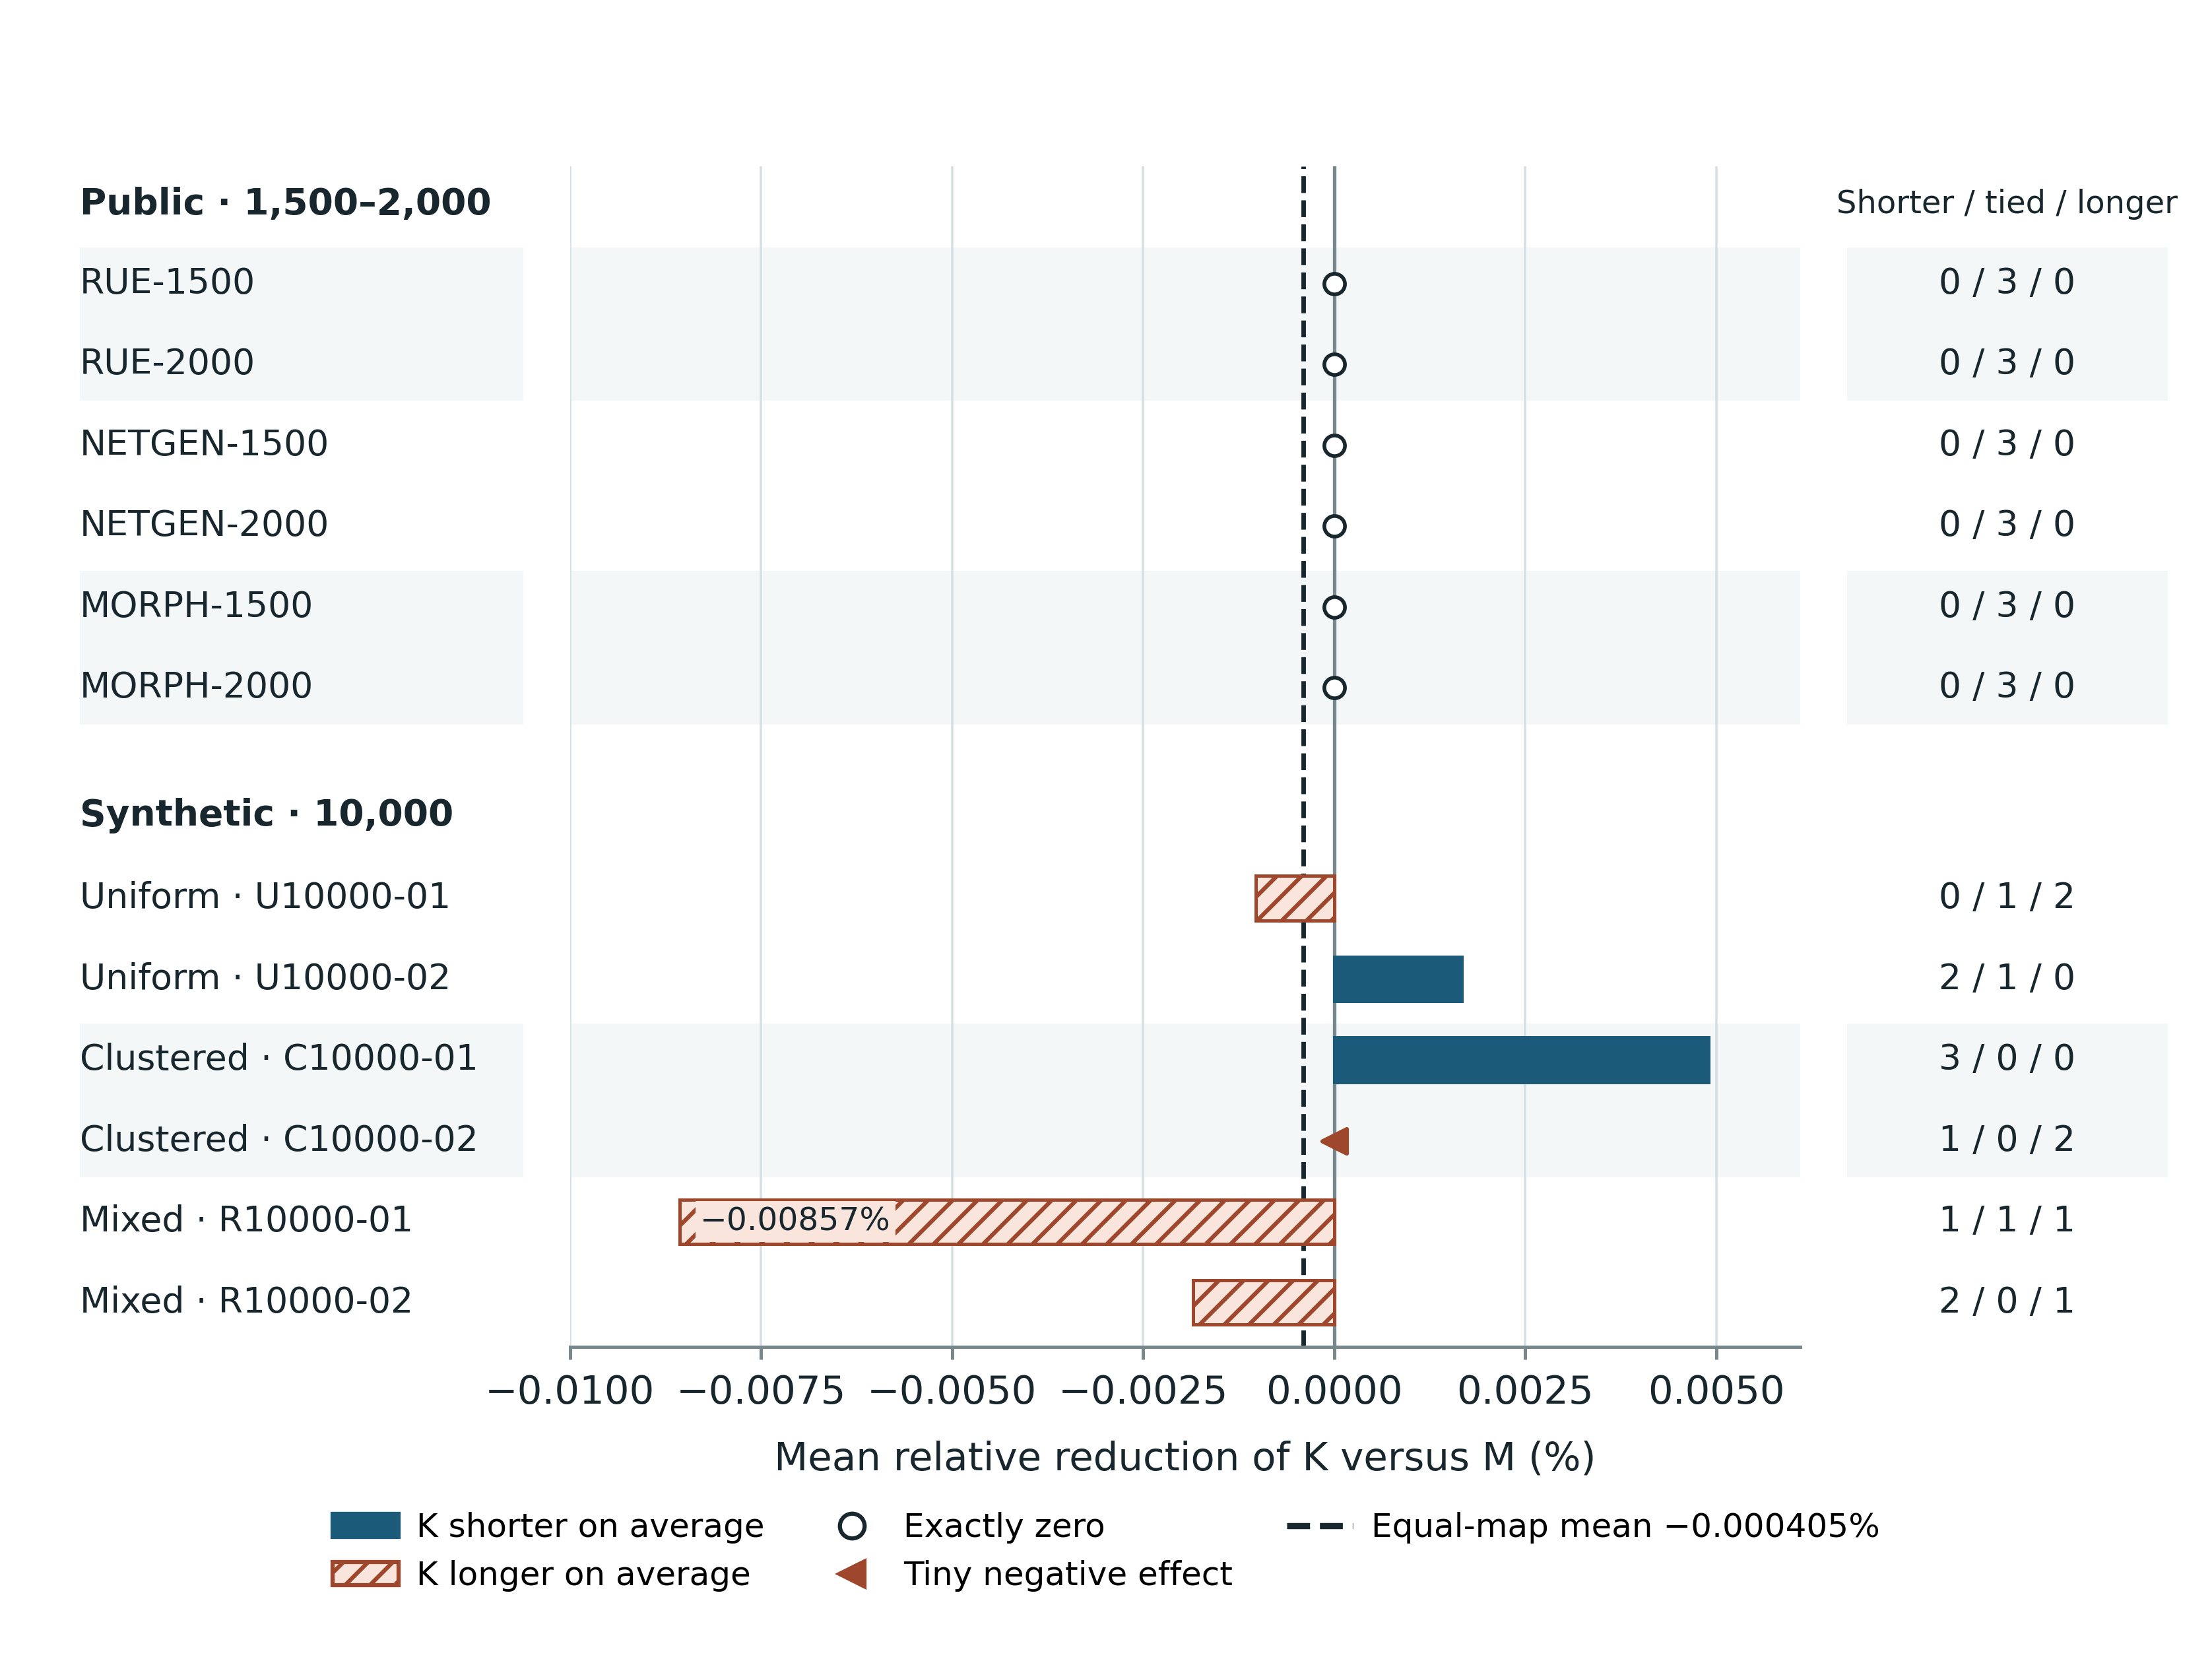 Public · 1,500–2,000
Shorter / tied / longer
RUE-1500
0 / 3 / 0
RUE-2000
0 / 3 / 0
NETGEN-1500
0 / 3 / 0
NETGEN-2000
0 / 3 / 0
MORPH-1500
0 / 3 / 0
MORPH-2000
0 / 3 / 0
Synthetic · 10,000
Uniform · U10000-01
0 / 1 / 2
Uniform · U10000-02
2 / 1 / 0
Clustered · C10000-01
3 / 0 / 0
Clustered · C10000-02
1 / 0 / 2
Mixed · R10000-01
−0.00857%
1 / 1 / 1
Mixed · R10000-02
2 / 0 / 1
−0.0100 −0.0075 −0.0050 −0.0025 0.0000 0.0025 0.0050
Mean relative reduction of K versus M (%)
K shorter on average
Exactly zero
Equal-map mean −0.000405%
K longer on average
Tiny negative effect